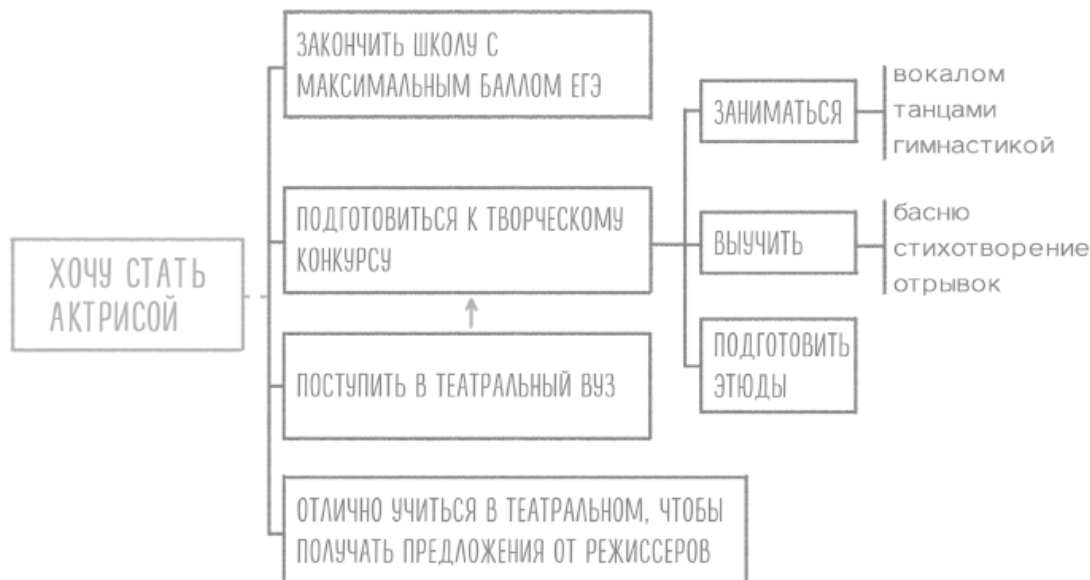 ХОЧУ СТАТЬ
АКТРИСОЙ
ЗАКОНЧИТЬ ШКОЛУ С
МАКСИМАЛЬНЫМ БАЛЛОМ ЕГЭ
ПОДГОТОВИТЬСЯ К ТВОРЧЕСКОМУ
КОНКУРСУ
ЗАНИМАТЬСЯ
вокалом
танцами
гимнастикой
ВЫУЧИТЬ
басню
стихотворение
отрывок
ПОДГОТОВИТЬ
ЭТЮДЫ
ПОСТУПИТЬ В ТЕАТРАЛЬНЫЙ ВУЗ
ОТЛИЧНО УЧИТЬСЯ В ТЕАТРАЛЬНОМ, ЧТОБЫ
ПОЛУЧАТЬ ПРЕДЛОЖЕНИЯ ОТ РЕЖИССЕРОВ